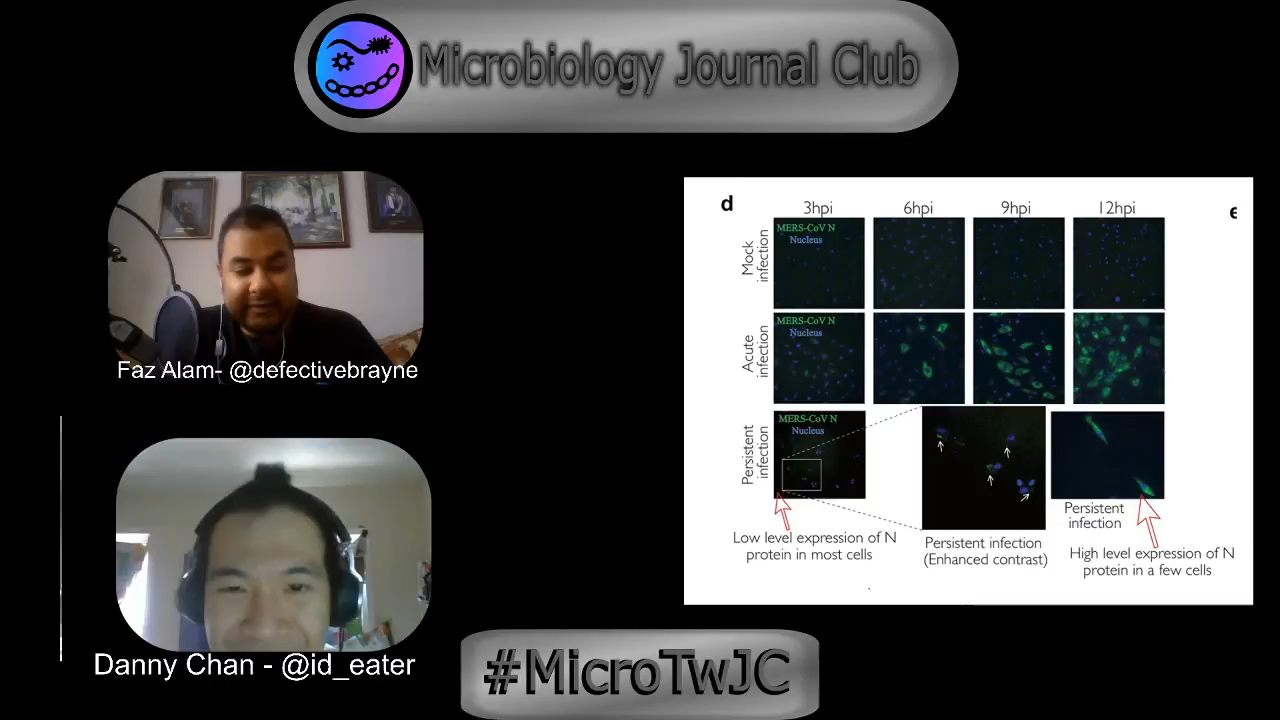 Microbiology Journal Club
Faz Alam- @defectivebrayne
Danny Chan - @id_eater
d
e
3hpi
6hpi
9hpi
12hpi
Mock
infection
MERS-CoV N
Nucleus
Acute
infection
MERS-CoV N
Nucleus
Persistent
infection
MERS-CoV N
Nucleus
Low level expression of N
protein in most cells
Persistent infection
(Enhanced contrast)
Persistent
infection
High level expression of N
protein in a few cells
#MicroTwJC